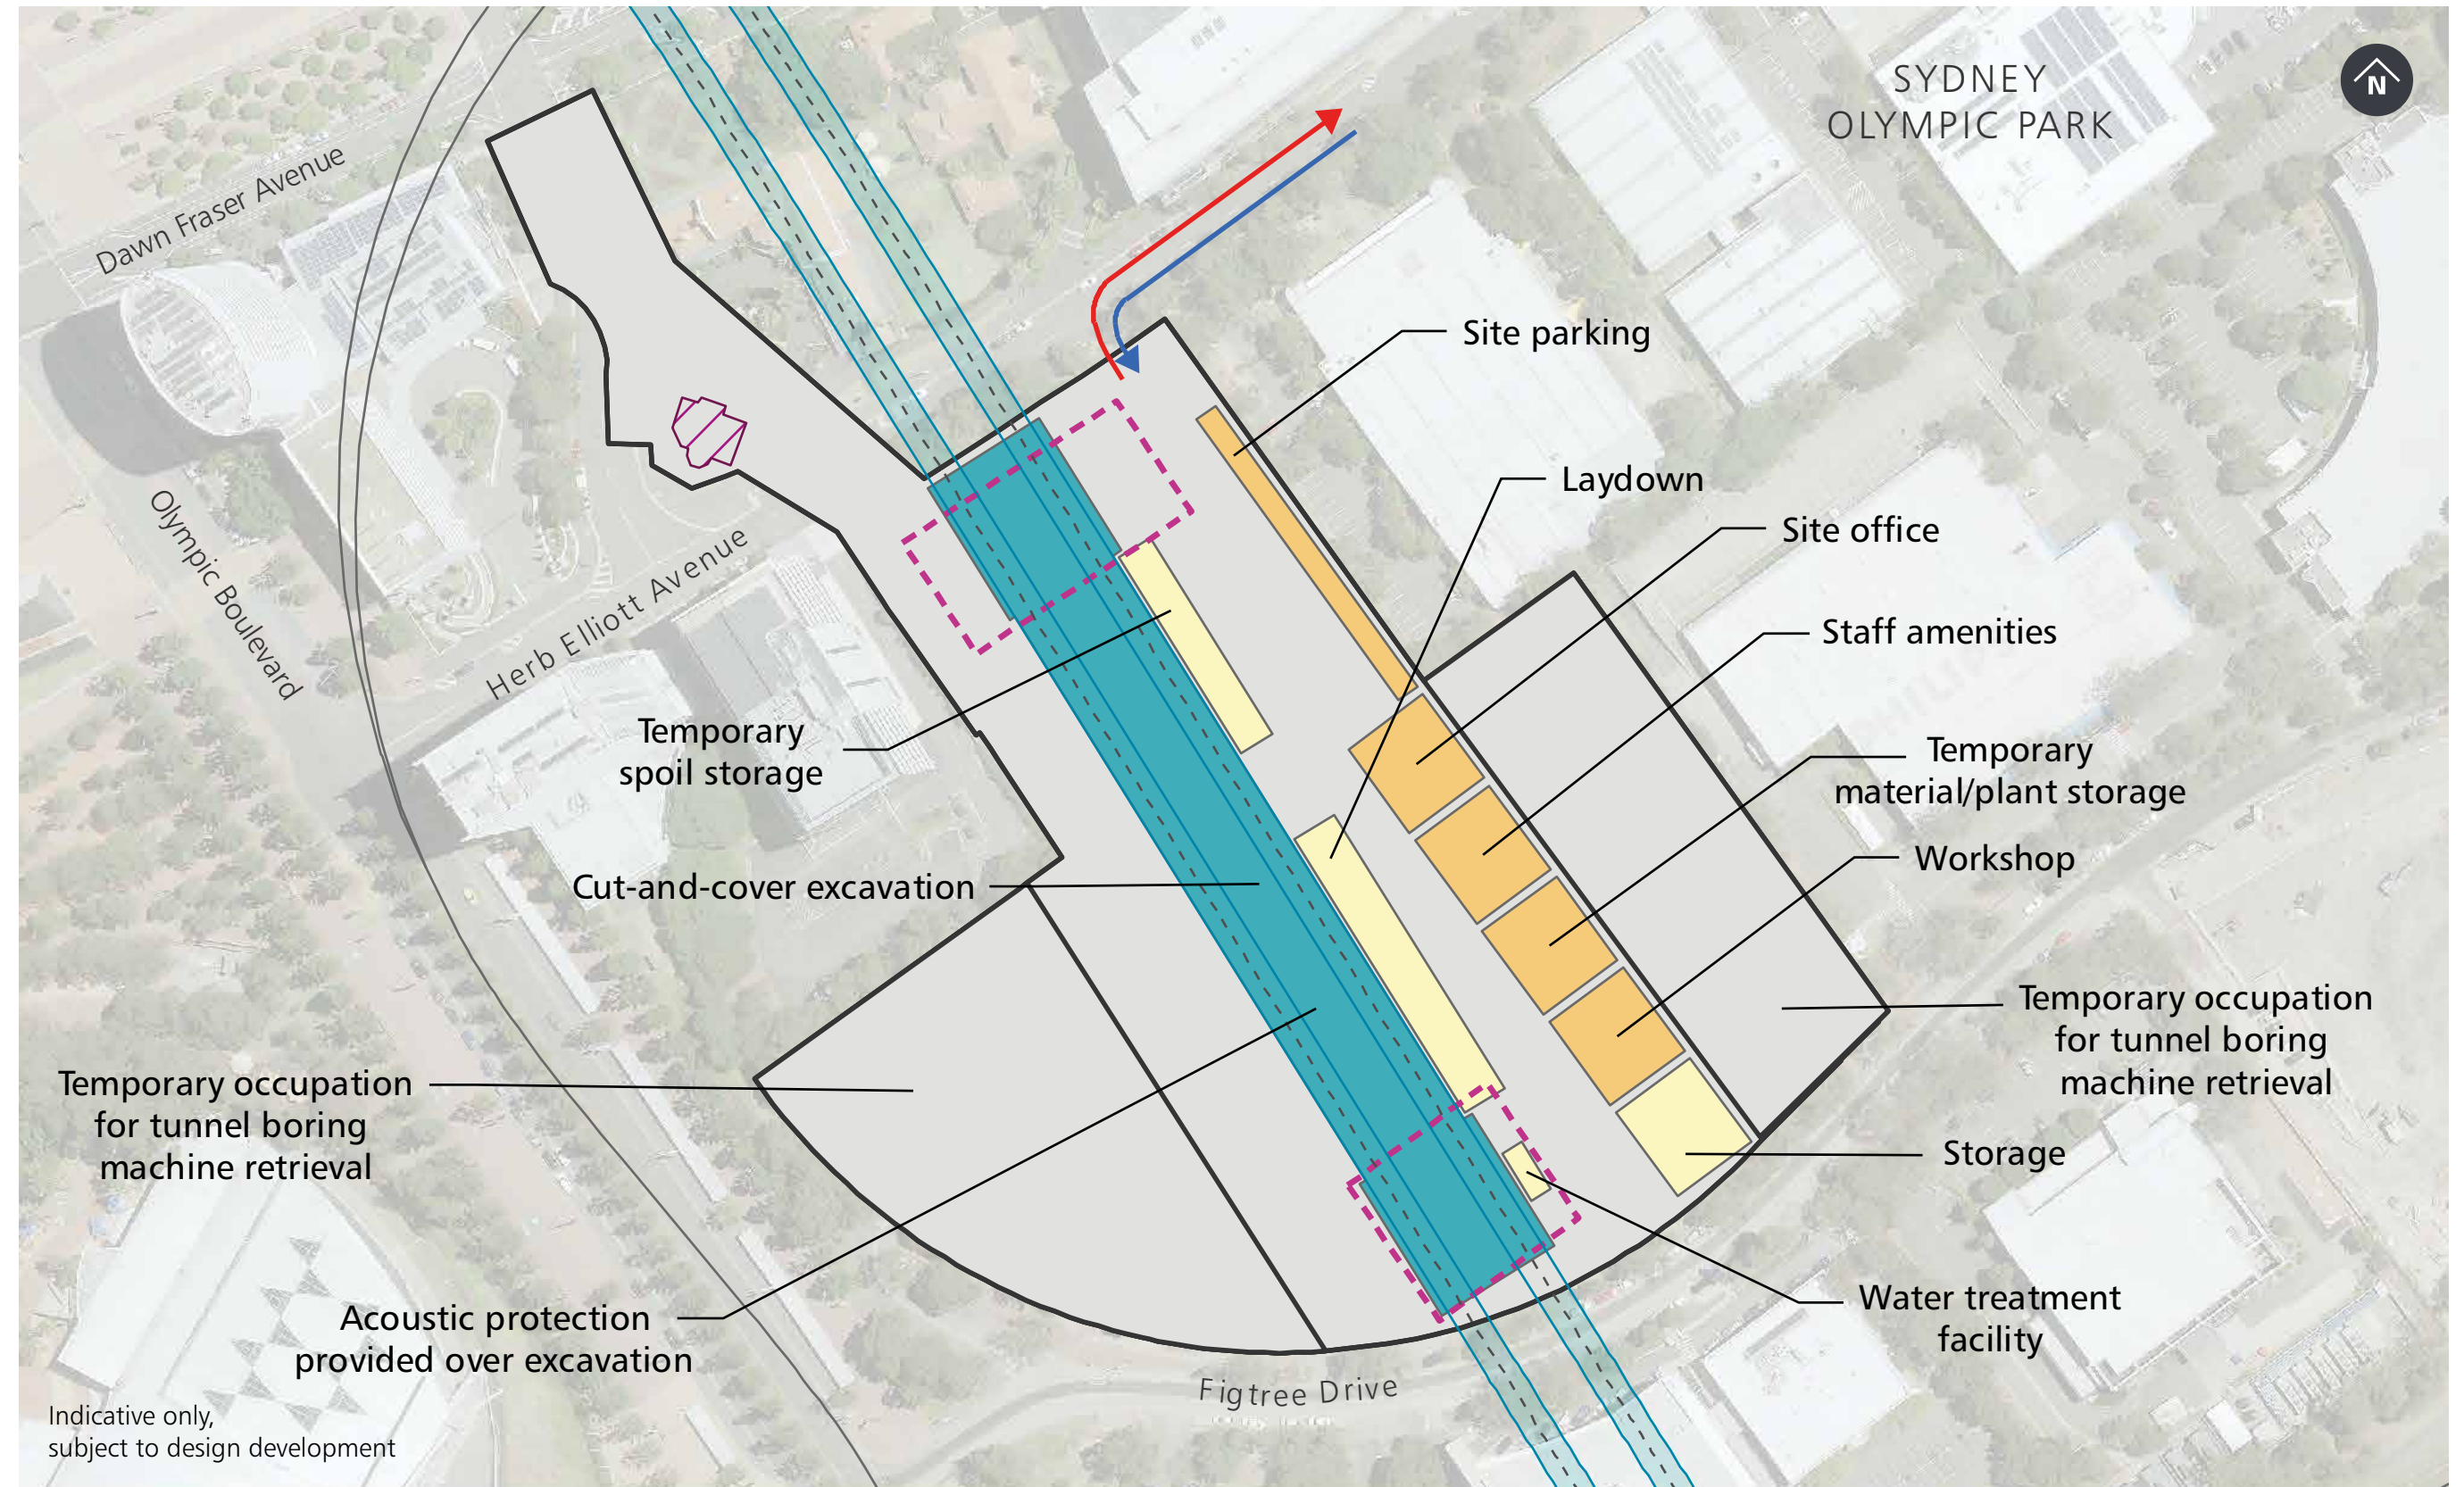 SYDNEY
OLYMPIC PARK
N
Dawn Fraser Avenue
Olympic Boulevard
Herb Elliott Avenue
Site parking
Laydown
Site office
Staff amenities
Temporary
material/plant storage
Workshop
Temporary
spoil storage
Cut-and-cover excavation
Temporary occupation
for tunnel boring
machine retrieval
Temporary occupation
for tunnel boring
machine retrieval
Storage
Acoustic protection
provided over excavation
Water treatment
facility
Figtree Drive
Indicative only,
subject to design development